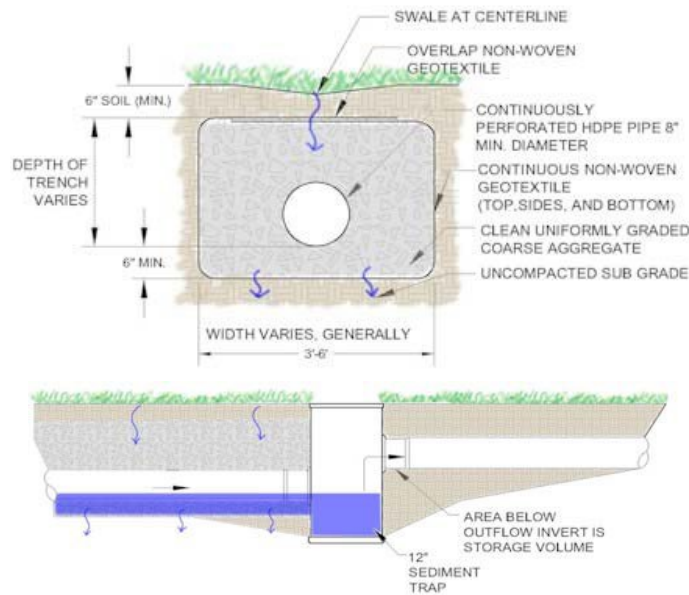 SWALE AT CENTERLINE
OVERLAP NON-WOVEN
GEOTEXTILE
6" SOIL (MIN.)
CONTINUOUSLY
PERFORATED HDPE PIPE 8"
MIN. DIAMETER
DEPTH OF
TRENCH
VARIES
CONTINUOUS NON-WOVEN
GEOTEXTILE
(TOP,SIDES, AND BOTTOM)
CLEAN UNIFORMLY GRADED
COARSE AGGREGATE
6" MIN.
UNCOMPACTED SUB GRADE
WIDTH VARIES, GENERALLY
3'-6'
AREA BELOW
OUTFLOW INVERT IS
STORAGE VOLUME
12"
SEDIMENT
TRAP